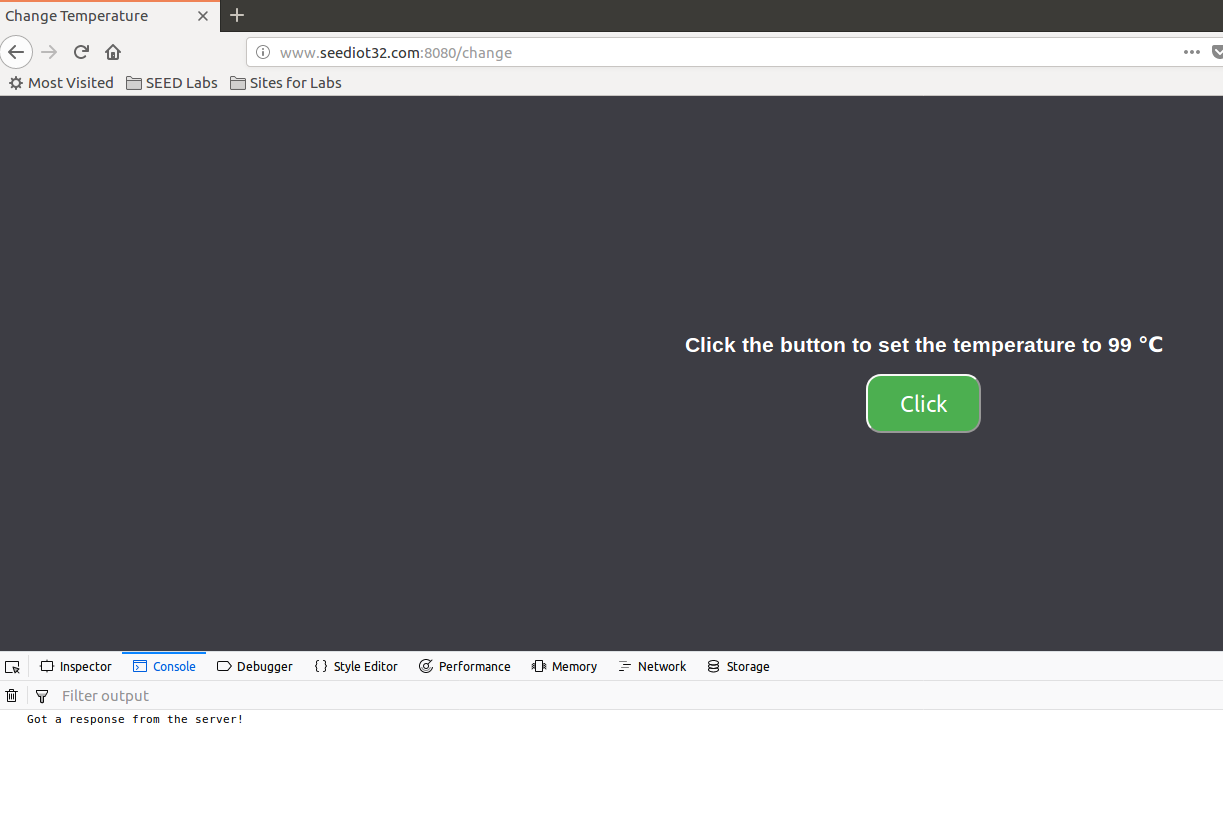 Change Temperature
www.seediot32.com:8080/change
Most Visited SEED Labs Sites for Labs
Click the button to set the temperature to 99 °C
Click
Inspector Console Debugger Style Editor Performance Memory Network Storage
Filter output
Got a response from the server!